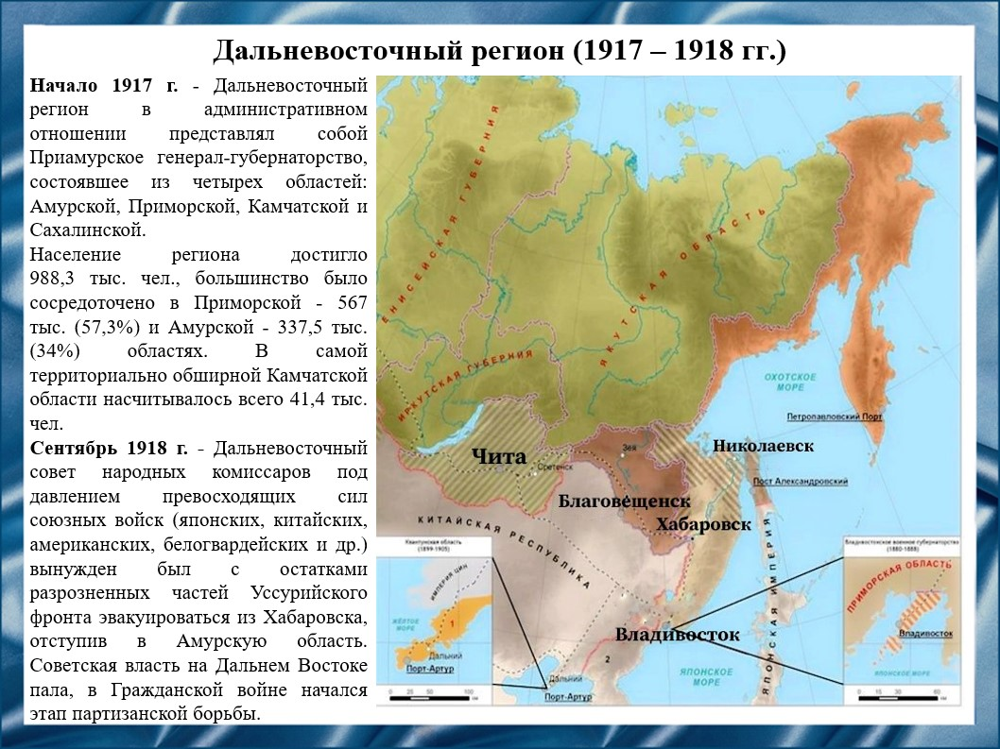 Дальневосточный регион (1917 – 1918 гг.)
Начало 1917 г. - Дальневосточный
регион в административном
отношении представлял собой
Приамурское генерал-губернаторство,
состоявшее из четырех областей:
Амурской, Приморской, Камчатской и
Сахалинской.
Население региона достигло
988,3 тыс. чел., большинство было
сосредоточено в Приморской - 567
тыс. (57,3%) и Амурской - 337,5 тыс.
(34%) областях. В самой
территориально обширной Камчатской
области насчитывалось всего 41,4 тыс.
чел.
Сентябрь 1918 г. - Дальневосточный
совет народных комиссаров под
давлением превосходящих сил
союзных войск (японских, китайских,
американских, белогвардейских и др.)
вынужден был с остатками
разрозненных частей Уссурийского
фронта эвакуироваться из Хабаровска,
отступив в Амурскую область.
Советская власть на Дальнем Востоке
пала, в Гражданской войне начался
этап партизанской борьбы.
ЕНИСЕЙСКАЯ ГУБЕРНИЯ
ЯКУТСКАЯ ОБЛАСТЬ
ИРКУТСКАЯ ГУБЕРНИЯ
ОХОТСКОЕ
МОРЕ
Петропавловский Порт
Николаевск
Зея
Чита
Сретенск
Пост Александровский
Благовещенск
Хабаровск
КИТАЙСКАЯ РЕСПУБЛИКА
ЯПОНСКАЯ ИМПЕРИЯ
Владивосток
2
ЯПОНСКОЕ
МОРЕ
Дальний
Порт-Артур
Квантунская область
(1899-1905)
ИМПЕРИЯ ЦИН
ЖЁЛТОЕ
МОРЕ
1
Дальний
Порт-Артур
0 25 50 100
Владивостокское военное губернаторство
(1880-1888)
ПРИМОРСКАЯ ОБЛАСТЬ
Владивосток
ЯПОНСКОЕ МОРЕ